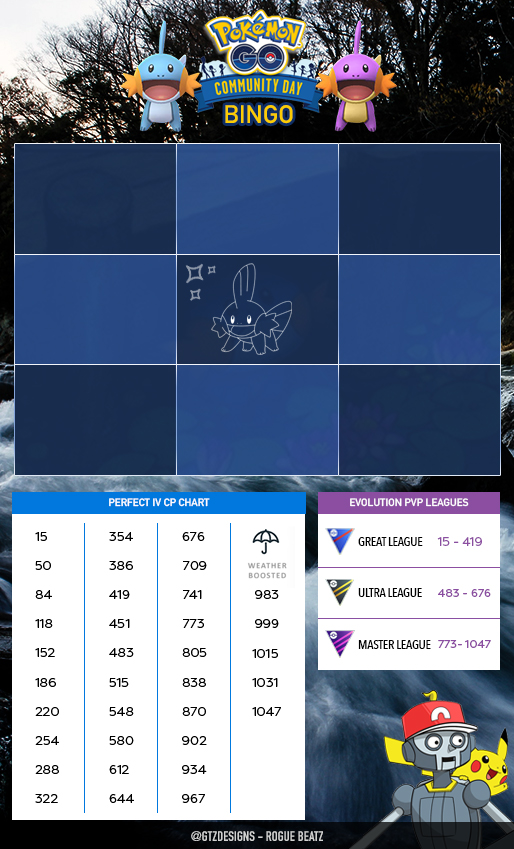 Pokémon
GO
COMMUNITY DAY
BINGO
PERFECT IV CP CHART
15 354 676
50 386 709
WEATHER
BOOSTED
84 419 741 983
118 451 773 999
152 483 805 1015
186 515 838 1031
220 548 870 1047
254 580 902
288 612 934
322 644 967
EVOLUTION PVP LEAGUES
GREAT LEAGUE 15 - 419
ULTRA LEAGUE 483 - 676
MASTER LEAGUE 773-1047
@GTZDESIGNS - ROGUE BEATZ